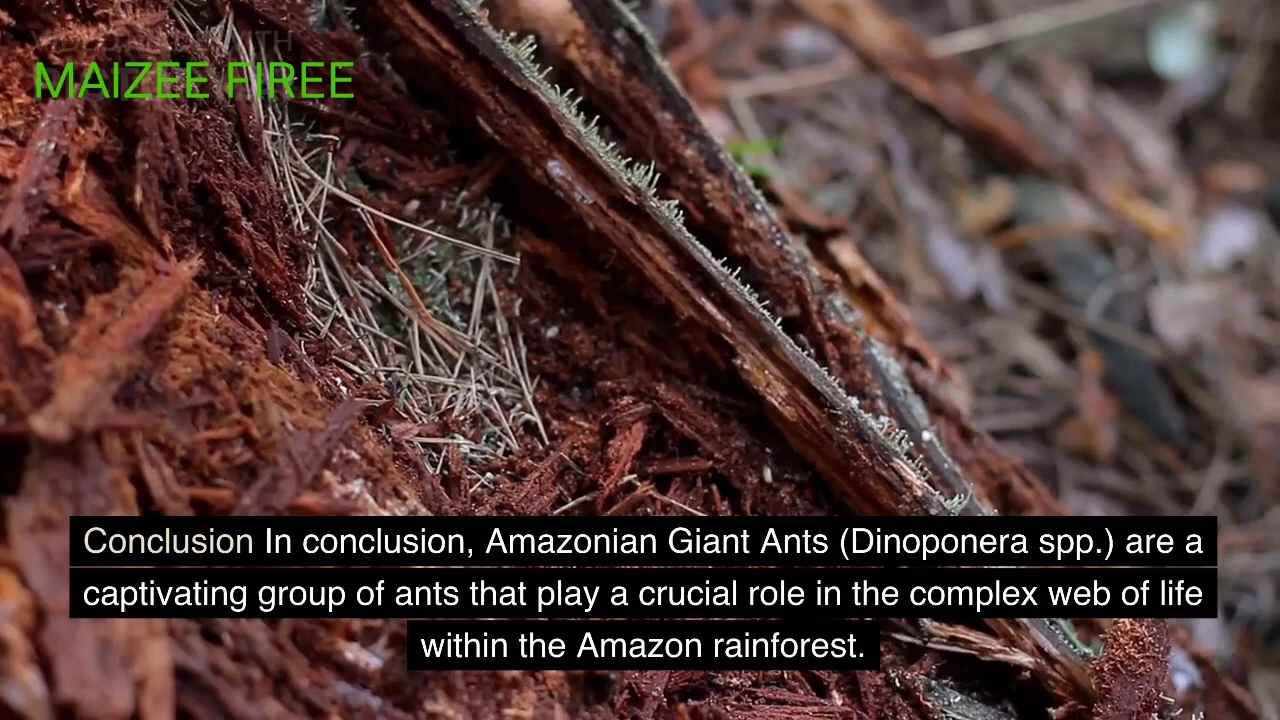 MAIZEE FIREE
Conclusion In conclusion, Amazonian Giant Ants (Dinoponera spp.) are a
captivating group of ants that play a crucial role in the complex web of life
within the Amazon rainforest.